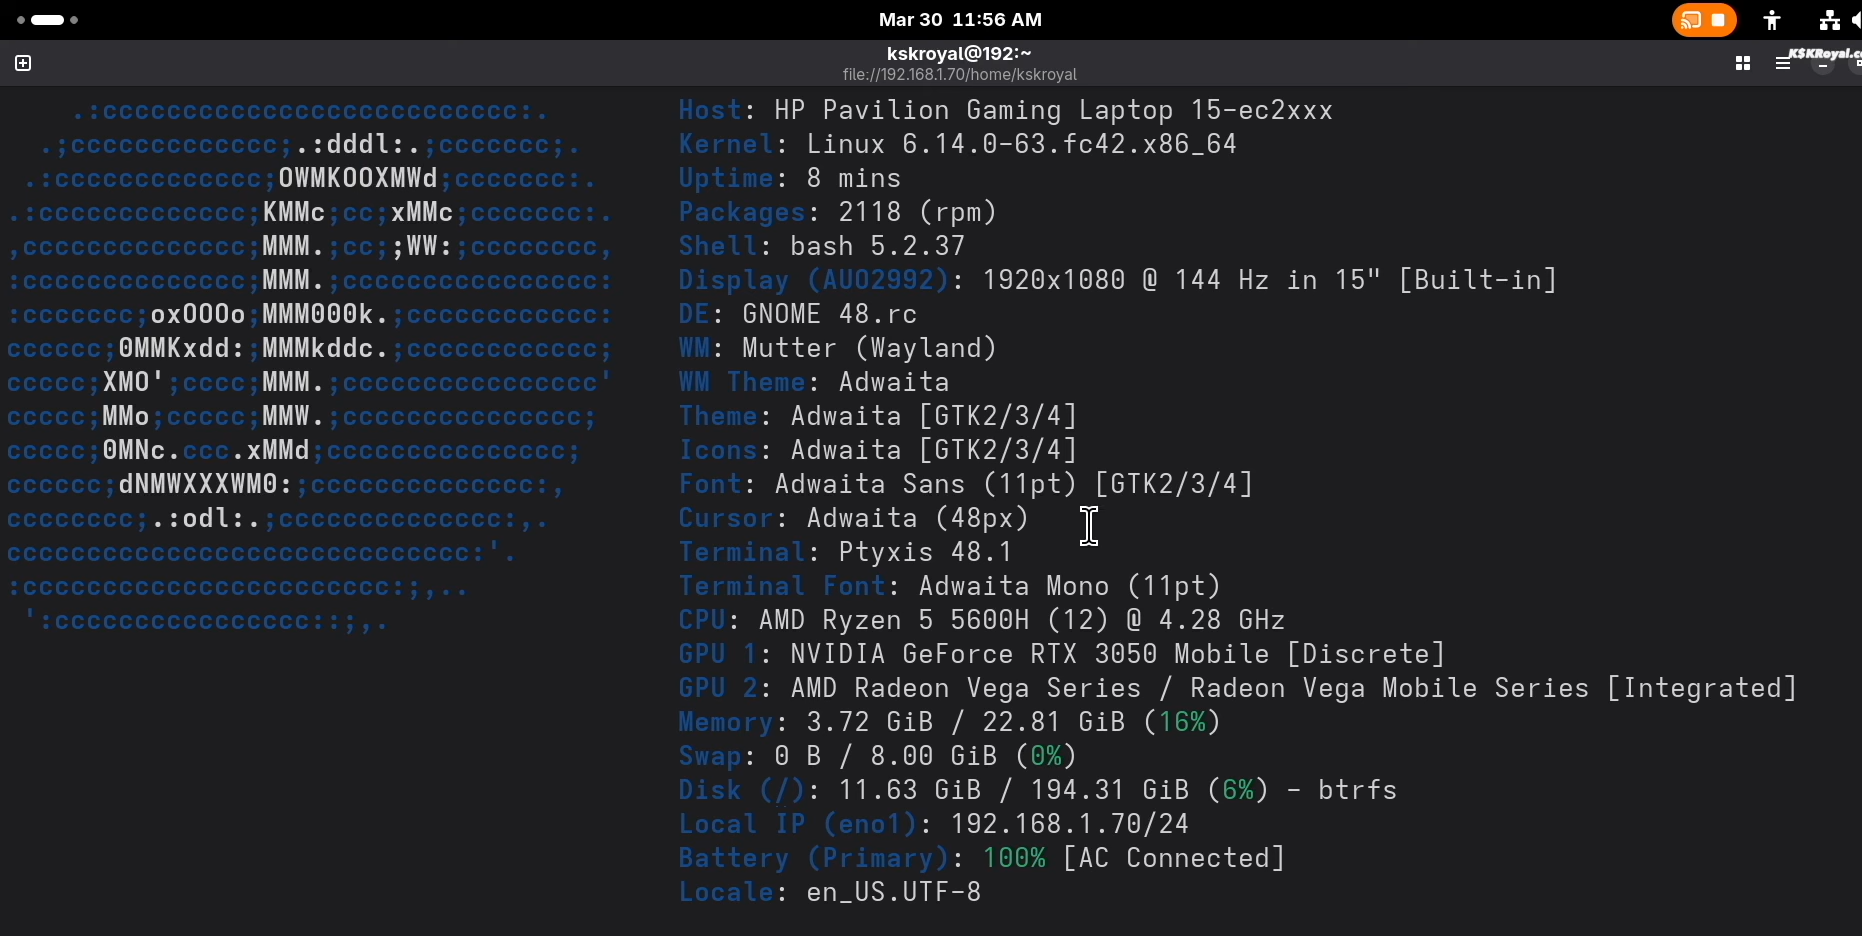 Mar 30 11:56 AM
kskroyal@192:~
file://192.168.1.70/home/kskroyal
K$KRoyal.co
.:cccccccccccccccccccccccccc:. Host: HP Pavilion Gaming Laptop 15-ec2xxx
.;ccccccccccccc;.:dddl:.;ccccccc;. Kernel: Linux 6.14.0-63.fc42.x86_64
.:ccccccccccccc;OWMKOOXMWd;ccccccc:. Uptime: 8 mins
.:ccccccccccccc;KMMc;cc;xMMc;ccccccc:. Packages: 2118 (rpm)
,cccccccccccccc;MMM.;cc;;WW:;cccccccc, Shell: bash 5.2.37
:cccccccccccccc;MMM.;cccccccccccccccc: Display (AUO2992): 1920x1080 @ 144 Hz in 15" [Built-in]
:ccccccc;oxOOOo;MMM000k.;cccccccccccc: DE: GNOME 48.rc
cccccc;0MMKxdd:;MMMkddc.;cccccccccccc; WM: Mutter (Wayland)
ccccc;XMO';cccc;MMM.;cccccccccccccccc' WM Theme: Adwaita
ccccc;MMo;ccccc;MMW.;ccccccccccccccc; Theme: Adwaita [GTK2/3/4]
ccccc;0MNc.ccc.xMMd;ccccccccccccccc; Icons: Adwaita [GTK2/3/4]
cccccc;dNMWXXXWM0:;cccccccccccccc:, Font: Adwaita Sans (11pt) [GTK2/3/4]
cccccccc;.:odl:.;cccccccccccccc:,. Cursor: Adwaita (48px)
ccccccccccccccccccccccccccccc:'. Terminal: Ptyxis 48.1
:ccccccccccccccccccccccc:;,.. Terminal Font: Adwaita Mono (11pt)
':cccccccccccccccc::;,. CPU: AMD Ryzen 5 5600H (12) @ 4.28 GHz
GPU 1: NVIDIA GeForce RTX 3050 Mobile [Discrete]
GPU 2: AMD Radeon Vega Series / Radeon Vega Mobile Series [Integrated]
Memory: 3.72 GiB / 22.81 GiB (16%)
Swap: 0 B / 8.00 GiB (0%)
Disk (/): 11.63 GiB / 194.31 GiB (6%) - btrfs
Local IP (eno1): 192.168.1.70/24
Battery (Primary): 100% [AC Connected]
Locale: en_US.UTF-8